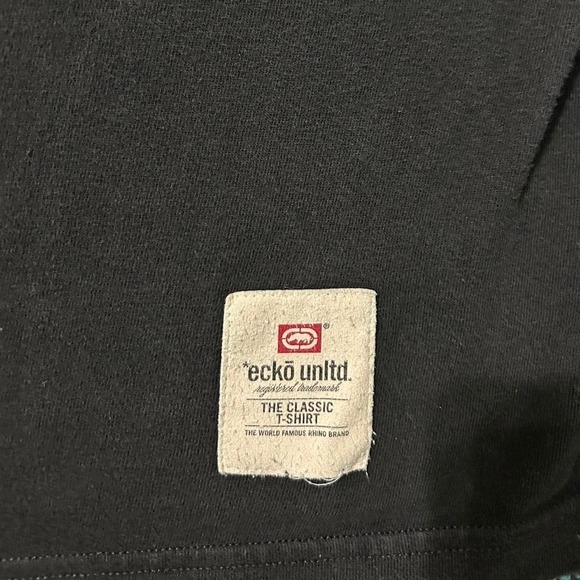 ®
*eckō unltd.
registered trademark
THE CLASSIC
T-SHIRT
THE WORLD FAMOUS RHINO BRAND